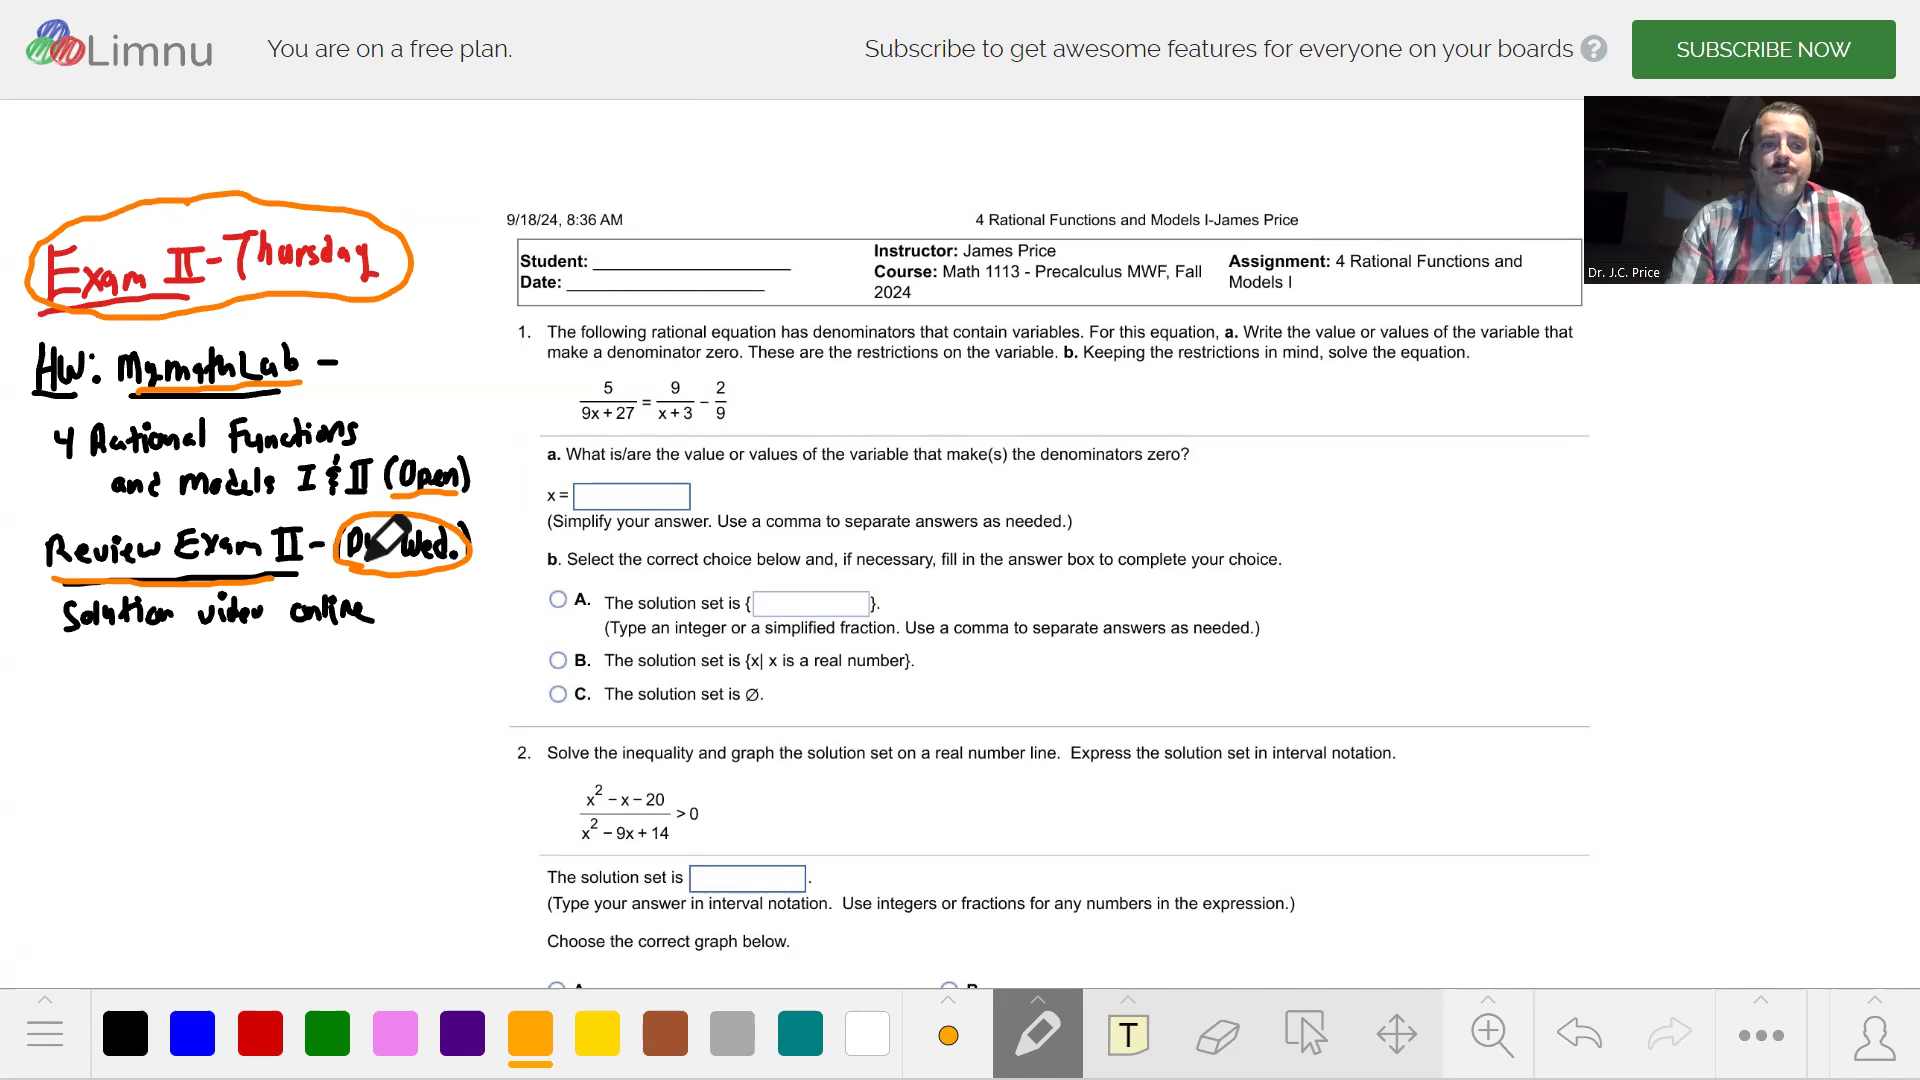 Limnu
You are on a free plan.
Subscribe to get awesome features for everyone on your boards ?
SUBSCRIBE NOW
Dr. J.C. Price
Exam II - Thursday
HW: MymathLab -
4 Rational Functions
and models I & II (Open)
Review Exam II - Wed.)
Solution video online
9/18/24, 8:36 AM
4 Rational Functions and Models I-James Price
Student: ____________________
Date: ____________________
Instructor: James Price
Course: Math 1113 - Precalculus MWF, Fall
2024
Assignment: 4 Rational Functions and
Models I
1. The following rational equation has denominators that contain variables. For this equation, a. Write the value or values of the variable that
make a denominator zero. These are the restrictions on the variable. b. Keeping the restrictions in mind, solve the equation.
5/(9x + 27) = 9/(x + 3) − 2/9
a. What is/are the value or values of the variable that make(s) the denominators zero?
x =
(Simplify your answer. Use a comma to separate answers as needed.)
b. Select the correct choice below and, if necessary, fill in the answer box to complete your choice.
A. The solution set is { }.
(Type an integer or a simplified fraction. Use a comma to separate answers as needed.)
B. The solution set is {x| x is a real number}.
C. The solution set is ∅.
2. Solve the inequality and graph the solution set on a real number line. Express the solution set in interval notation.
(x² − x − 20)/(x² − 9x + 14) > 0
The solution set is .
(Type your answer in interval notation. Use integers or fractions for any numbers in the expression.)
Choose the correct graph below.
T